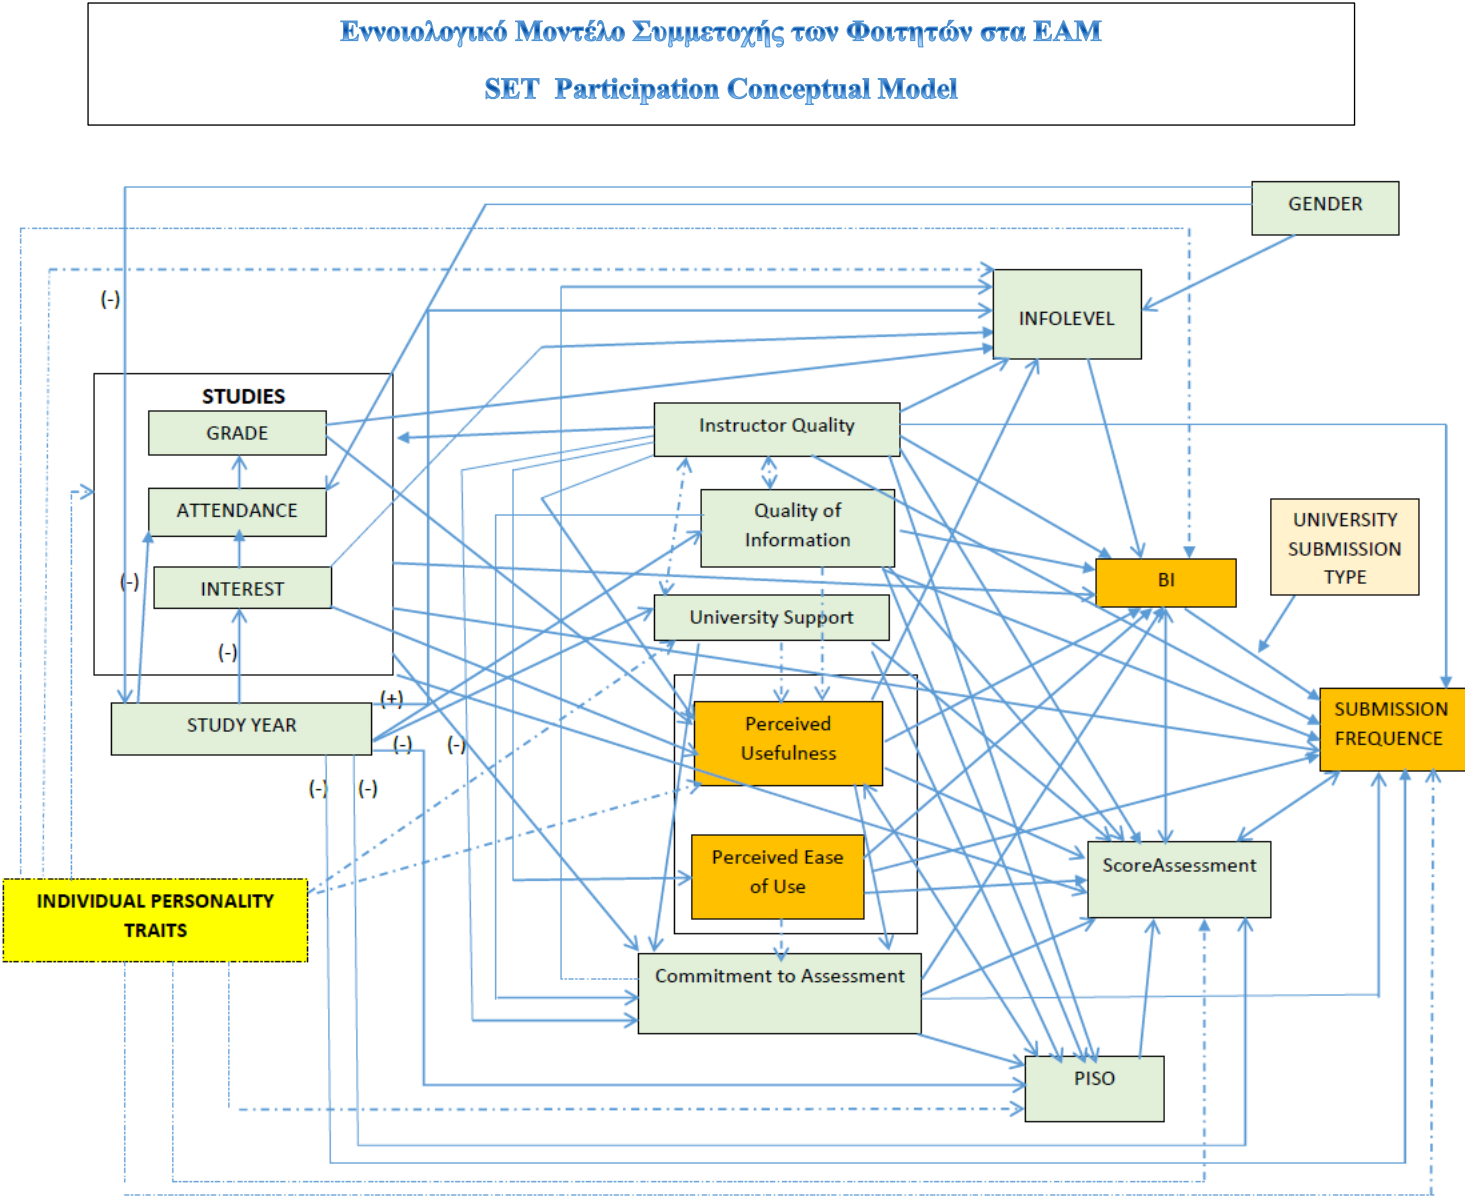 Εννοιολογικό Μοντέλο Συμμετοχής των Φοιτητών στα ΕΑΜ
SET Participation Conceptual Model
GENDER
(-)
INFOLEVEL
STUDIES
GRADE
Instructor Quality
ATTENDANCE
Quality of
Information
UNIVERSITY
SUBMISSION
TYPE
(-)
INTEREST
BI
University Support
(-)
(+)
STUDY YEAR
Perceived
Usefulness
SUBMISSION
FREQUENCE
(-)
(-)
(-)
(-)
Perceived Ease
of Use
ScoreAssessment
INDIVIDUAL PERSONALITY
TRAITS
Commitment to Assessment
PISO